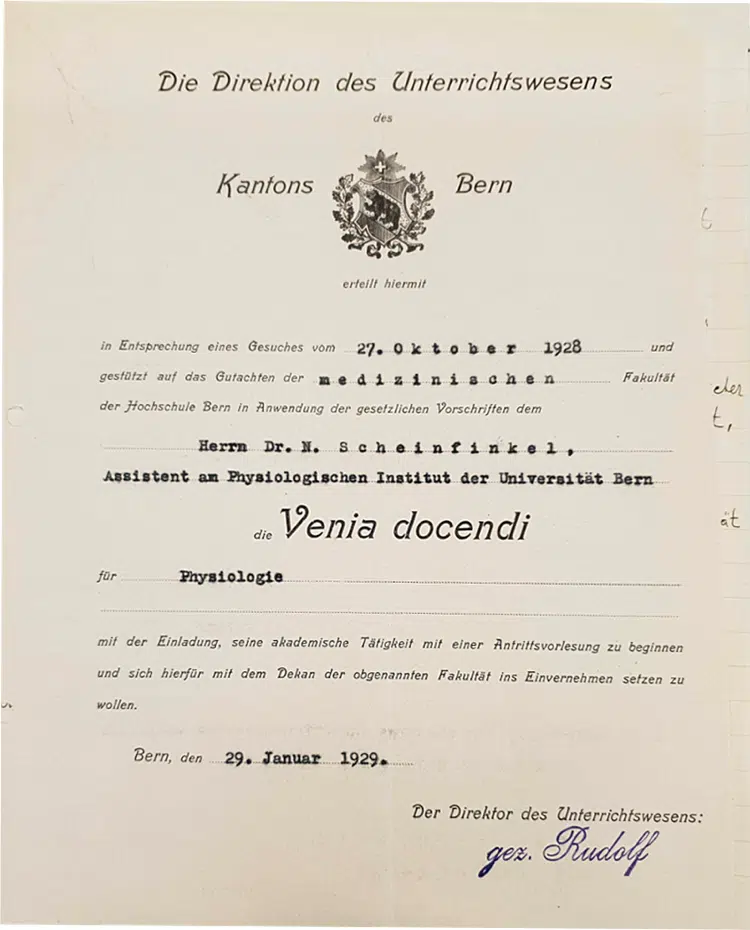 Die Direktion des Unterrichtswesens
des
Kantons Bern
erteilt hiermit
in Entsprechung eines Gesuches vom 27. Oktober 1928 und
gestützt auf das Gutachten der medizinischen Fakultät
der Hochschule Bern in Anwendung der gesetzlichen Vorschriften dem
Herrn Dr. N. Scheinfinkel,
Assistent am Physiologischen Institut der Universität Bern
die Venia docendi
für Physiologie
mit der Einladung, seine akademische Tätigkeit mit einer Antrittsvorlesung zu beginnen
und sich hierfür mit dem Dekan der obgenannten Fakultät ins Einvernehmen setzen zu
wollen.
Bern, den 29. Januar 1929.
Der Direktor des Unterrichtswesens:
gez. Rudolf